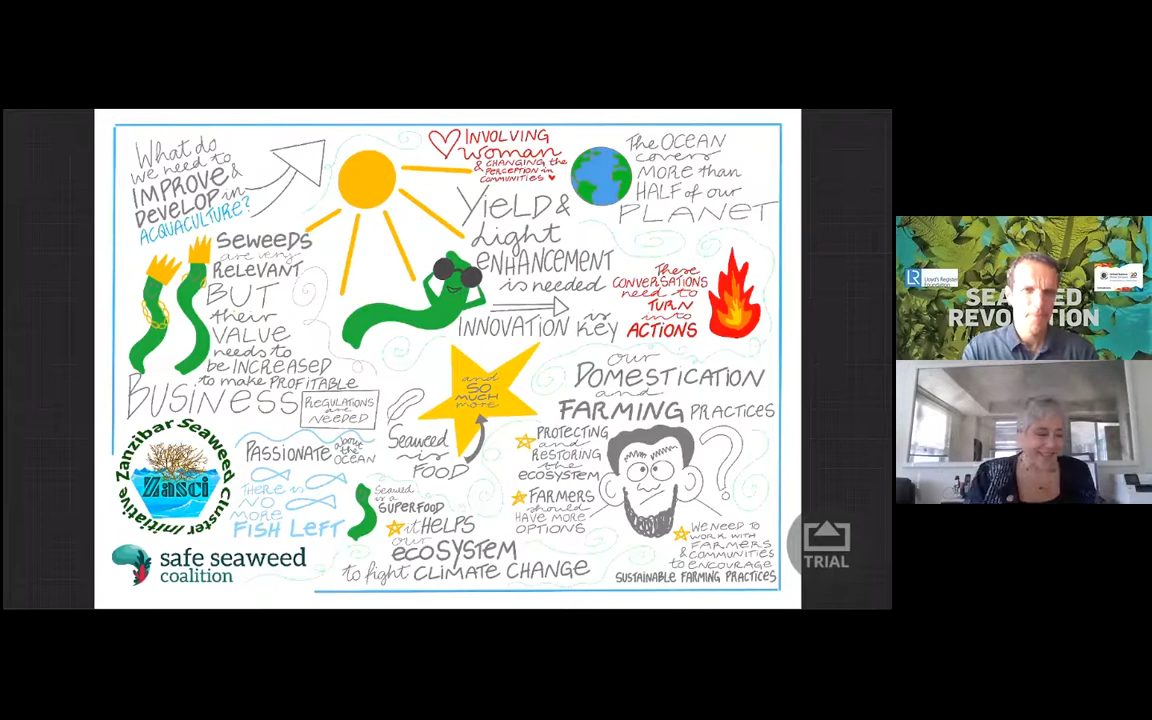 What do
we need to
IMPROVE &
DEVELOP in
ACQUACULTURE?
INVOLVING
woman
& CHANGING the
PERCEPTION in
COMMUNITIES
The OCEAN
covers
MORE than
HALF of our
PLANET
SEWEEDS
are very
RELEVANT
BUT
their
VALUE
needs to
be INCREASED
to make PROFITABLE
BUSINESS
REGULATIONS
are
NEEDED
YIELD &
Light
ENHANCEMENT
is needed
INNOVATION is KEY
These
CONVERSATIONS
need to
TURN
into
ACTIONS
and
SO
MUCH
more
our
DOMESTICATION
and
FARMING PRACTICES
Zanzibar Seaweed Cluster Initiative
Zasci
PASSIONATE about
the
OCEAN
THERE is
NO
MORE
FISH LEFT
Seaweed
is
FOOD
Seaweed
is a
SUPERFOOD
it HELPS
our
ecoSYSTEM
to fight CLIMATE CHANGE
PROTECTING
and
RESTORING
the
ECOSYSTEM
FARMERS
should
HAVE MORE
OPTIONS
?
WE NEED TO
WORK WITH
FARMERS
& COMMUNITIES
to ENCOURAGE
SUSTAINABLE FARMING PRACTICES
safe seaweed
coalition
TRIAL
LR
Lloyd's Register
Foundation
SEAWEED
REVOLUTION